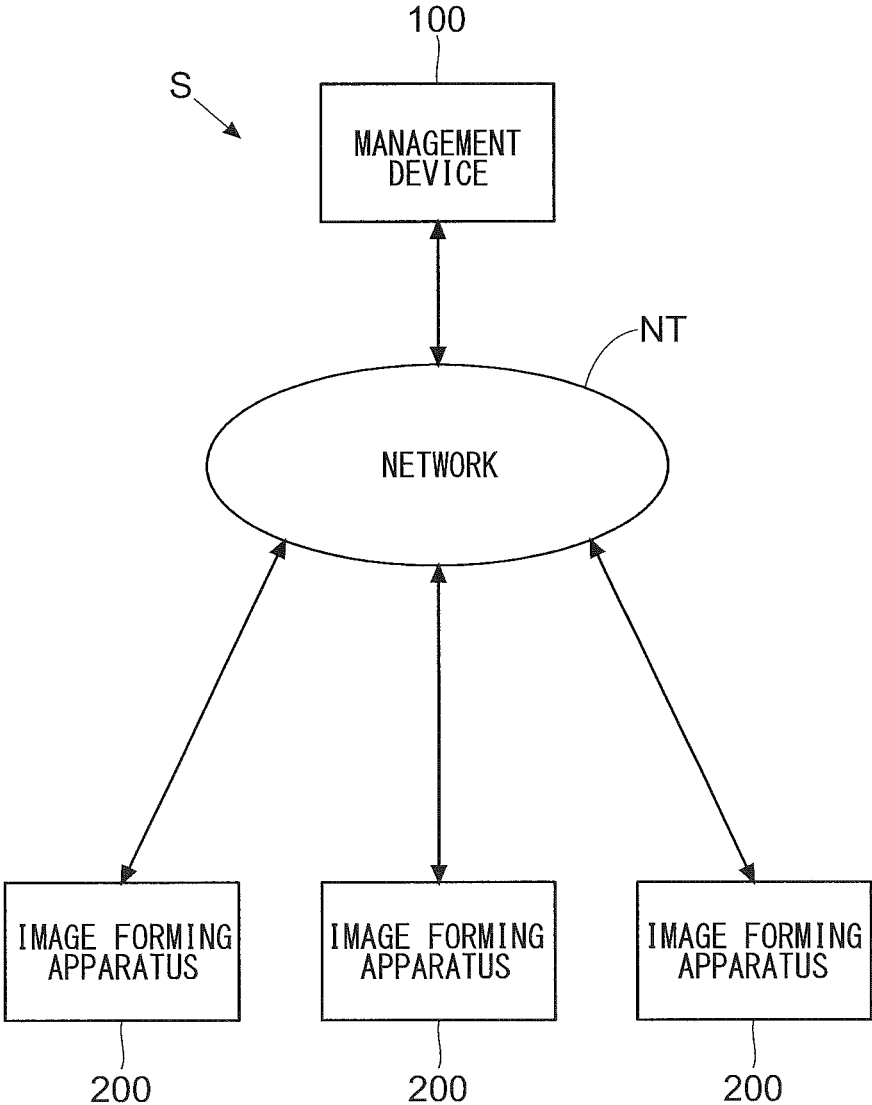 100
S
MANAGEMENT
DEVICE
NT
NETWORK
IMAGE FORMING
APPARATUS
IMAGE FORMING
APPARATUS
IMAGE FORMING
APPARATUS
200
200
200